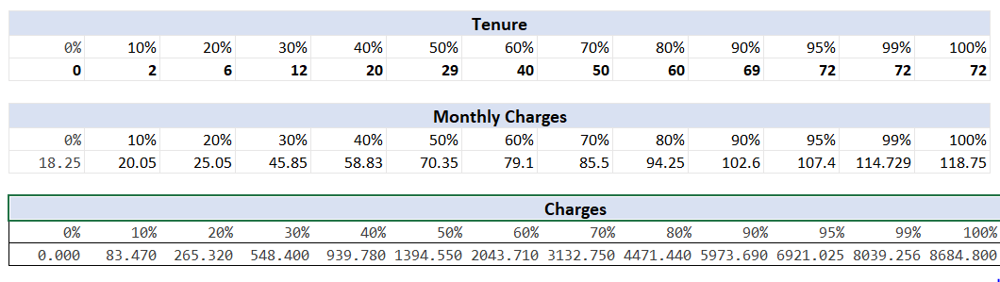 Tenure
0% 10% 20% 30% 40% 50% 60% 70% 80% 90% 95% 99% 100%
0 2 6 12 20 29 40 50 60 69 72 72 72
Monthly Charges
0% 10% 20% 30% 40% 50% 60% 70% 80% 90% 95% 99% 100%
18.25 20.05 25.05 45.85 58.83 70.35 79.1 85.5 94.25 102.6 107.4 114.729 118.75
Charges
0% 10% 20% 30% 40% 50% 60% 70% 80% 90% 95% 99% 100%
0.000 83.470 265.320 548.400 939.780 1394.550 2043.710 3132.750 4471.440 5973.690 6921.025 8039.256 8684.800